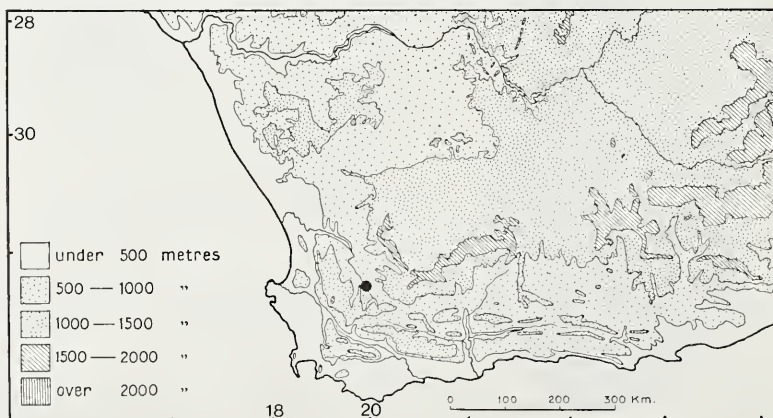 28
30
under 500 metres
500 — 1000 "
1000 — 1500 "
1500 — 2000 "
over 2000 "
18 20
0 100 200 300 Km.